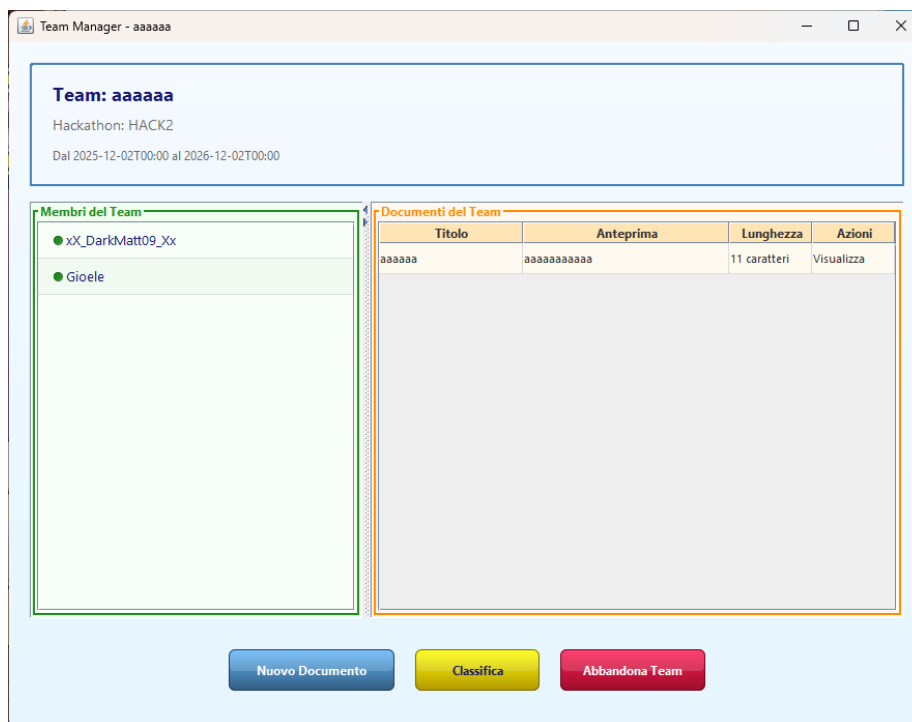 Team Manager - aaaaaa
Team: aaaaaa
Hackathon: HACK2
Dal 2025-12-02T00:00 al 2026-12-02T00:00
Membri del Team
xX_DarkMatt09_Xx
Gioele
Documenti del Team
Titolo Anteprima Lunghezza Azioni
aaaaaa aaaaaaaaaaa 11 caratteri Visualizza
Nuovo Documento Classifica Abbandona Team